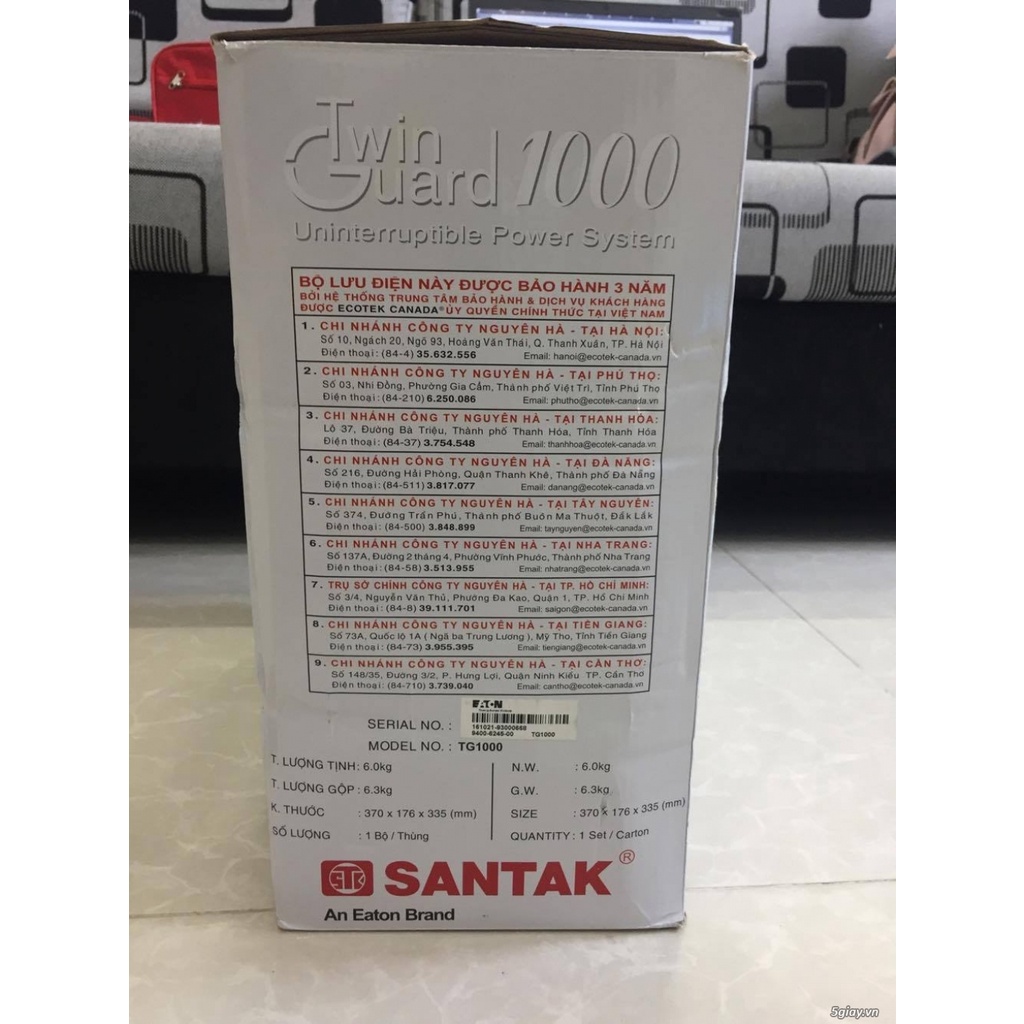 Twin
Guard 1000
Uninterruptible Power System
BỘ LƯU ĐIỆN NÀY ĐƯỢC BẢO HÀNH 3 NĂM
BỞI HỆ THỐNG TRUNG TÂM BẢO HÀNH & DỊCH VỤ KHÁCH HÀNG
ĐƯỢC ECOTEK CANADA® ỦY QUYỀN CHÍNH THỨC TẠI VIỆT NAM
1. CHI NHÁNH CÔNG TY NGUYÊN HÀ - TẠI HÀ NỘI:
Số 10, Ngách 20, Ngõ 93, Hoàng Văn Thái, Q. Thanh Xuân, TP. Hà Nội
Điện thoại: (84-4) 35.632.556 Email: hanoi@ecotek-canada.vn
2. CHI NHÁNH CÔNG TY NGUYÊN HÀ - TẠI PHÚ THỌ:
Số 03, Nhi Đồng, Phường Gia Cẩm, Thành phố Việt Trì, Tỉnh Phú Thọ
Điện thoại: (84-210) 6.250.086 Email: phutho@ecotek-canada.vn
3. CHI NHÁNH CÔNG TY NGUYÊN HÀ - TẠI THANH HÓA:
Lô 37, Đường Bà Triệu, Thành phố Thanh Hóa, Tỉnh Thanh Hóa
Điện thoại: (84-37) 3.754.548 Email: thanhhoa@ecotek-canada.vn
4. CHI NHÁNH CÔNG TY NGUYÊN HÀ - TẠI ĐÀ NẴNG:
Số 216, Đường Hải Phòng, Quận Thanh Khê, Thành phố Đà Nẵng
Điện thoại: (84-511) 3.817.077 Email: danang@ecotek-canada.vn
5. CHI NHÁNH CÔNG TY NGUYÊN HÀ - TẠI TÂY NGUYÊN:
Số 374, Đường Trần Phú, Thành phố Buôn Ma Thuột, Đắk Lắk
Điện thoại: (84-500) 3.848.899 Email: taynguyen@ecotek-canada.vn
6. CHI NHÁNH CÔNG TY NGUYÊN HÀ - TẠI NHA TRANG:
Số 137A, Đường 2 tháng 4, Phường Vĩnh Phước, Thành phố Nha Trang
Điện thoại: (84-58) 3.513.955 Email: nhatrang@ecotek-canada.vn
7. TRỤ SỞ CHÍNH CÔNG TY NGUYÊN HÀ - TẠI TP. HỒ CHÍ MINH:
Số 3/4, Nguyễn Văn Thủ, Phường Đa Kao, Quận 1, TP. Hồ Chí Minh
Điện thoại: (84-8) 39.111.701 Email: saigon@ecotek-canada.vn
8. CHI NHÁNH CÔNG TY NGUYÊN HÀ - TẠI TIỀN GIANG:
Số 73A, Quốc lộ 1A ( Ngã ba Trung Lương ), Mỹ Tho, Tỉnh Tiền Giang
Điện thoại: (84-73) 3.955.395 Email: tiengiang@ecotek-canada.vn
9. CHI NHÁNH CÔNG TY NGUYÊN HÀ - TẠI CẦN THƠ:
Số 148/35, Đường 3/2, P. Hưng Lợi, Quận Ninh Kiều TP. Cần Thơ
Điện thoại: (84-710) 3.739.040 Email: cantho@ecotek-canada.vn
EATON
SERIAL NO. : 161021-93000668
9400-6245-00 TG1000
MODEL NO. : TG1000
T. LƯỢNG TỊNH : 6.0kg N.W. : 6.0kg
T. LƯỢNG GỘP : 6.3kg G.W. : 6.3kg
K. THƯỚC : 370 x 176 x 335 (mm) SIZE : 370 x 176 x 335 (mm)
SỐ LƯỢNG : 1 Bộ / Thùng QUANTITY : 1 Set / Carton
SANTAK®
An Eaton Brand
5giay.vn